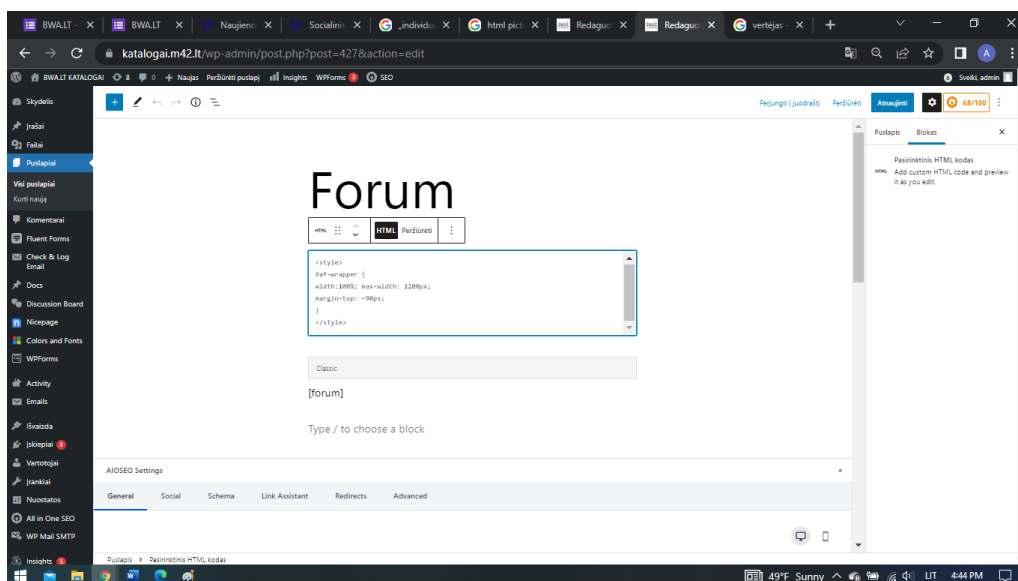 BWA.LT -
BWA.LT
Naujieno
Socialinis
„individu
html pict
Redaguo
Redaguo
vertėjas -
katalogai.m42.lt/wp-admin/post.php?post=427&action=edit
BWA.LT KATALOGAI 8 0 + Naujas Peržiūrėti puslapį Insights WPForms 2 SEO
Sveiki, admin
Skydelis
Įrašai
Failai
Puslapiai
Visi puslapiai
Kurti naują
Komentarai
Fluent Forms
Check & Log
Email
Docs
Discussion Board
Nicepage
Colors and Fonts
WPForms
Activity
Emails
Išvaizda
Įskiepiai 3
Vartotojai
Įrankiai
Nuostatos
All in One SEO
WP Mail SMTP
Insights 5
Perjungti į juodraštį Peržiūrėti Atnaujinti 68/100
Forum
HTML HTML Peržiūrėti
<style>
#af-wrapper {
width:100%; max-width: 1200px;
margin-top: -90px;
}
</style>
Classic
[forum]
Type / to choose a block
AIOSEO Settings
General Social Schema Link Assistant Redirects Advanced
Puslapis Blokas
Pasirinktinis HTML kodas
HTML Add custom HTML code and preview
it as you edit.
Puslapis > Pasirinktinis HTML kodas
49°F Sunny LIT 4:44 PM